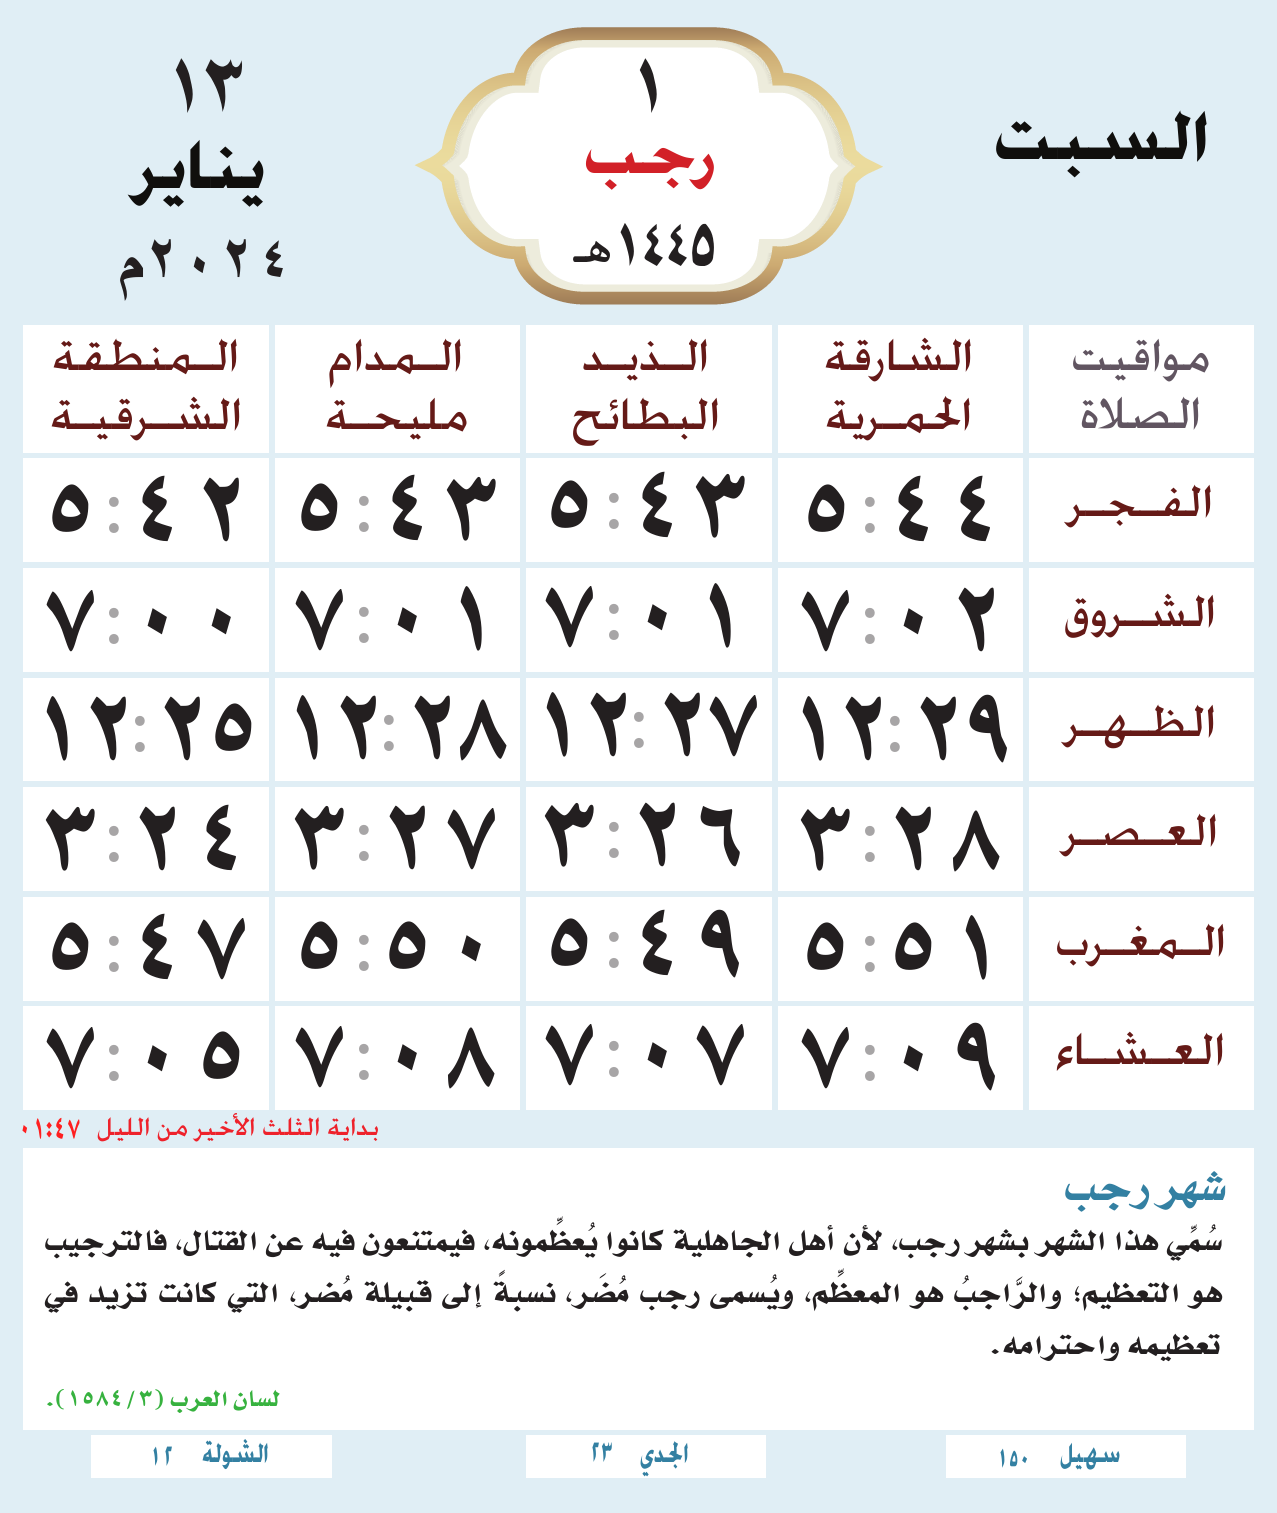 السبت
١
رجب
١٤٤٥هـ
١٣
يناير
٢٠٢٤م
مواقيت الصلاة | الشارقة الحمرية | الذيد البطائح | المدام مليحة | المنطقة الشرقية
الفجر | ٥:٤٤ | ٥:٤٣ | ٥:٤٣ | ٥:٤٢
الشروق | ٧:٠٢ | ٧:٠١ | ٧:٠١ | ٧:٠٠
الظهر | ١٢:٢٩ | ١٢:٢٧ | ١٢:٢٨ | ١٢:٢٥
العصر | ٣:٢٨ | ٣:٢٦ | ٣:٢٧ | ٣:٢٤
المغرب | ٥:٥١ | ٥:٤٩ | ٥:٥٠ | ٥:٤٧
العشاء | ٧:٠٩ | ٧:٠٧ | ٧:٠٨ | ٧:٠٥
بداية الثلث الأخير من الليل ٠١:٤٧
شهر رجب
سُمِّي هذا الشهر بشهر رجب، لأن أهل الجاهلية كانوا يُعظِّمونه، فيمتنعون فيه عن القتال، فالترجيب
هو التعظيم؛ والرَّاجبُ هو المعظِّم، ويُسمى رجب مُضَر، نسبةً إلى قبيلة مُضر، التي كانت تزيد في
تعظيمه واحترامه.
لسان العرب (٣/ ١٥٨٤).
سهيل ١٥٠
الجدي ٢٣
الشولة ١٢